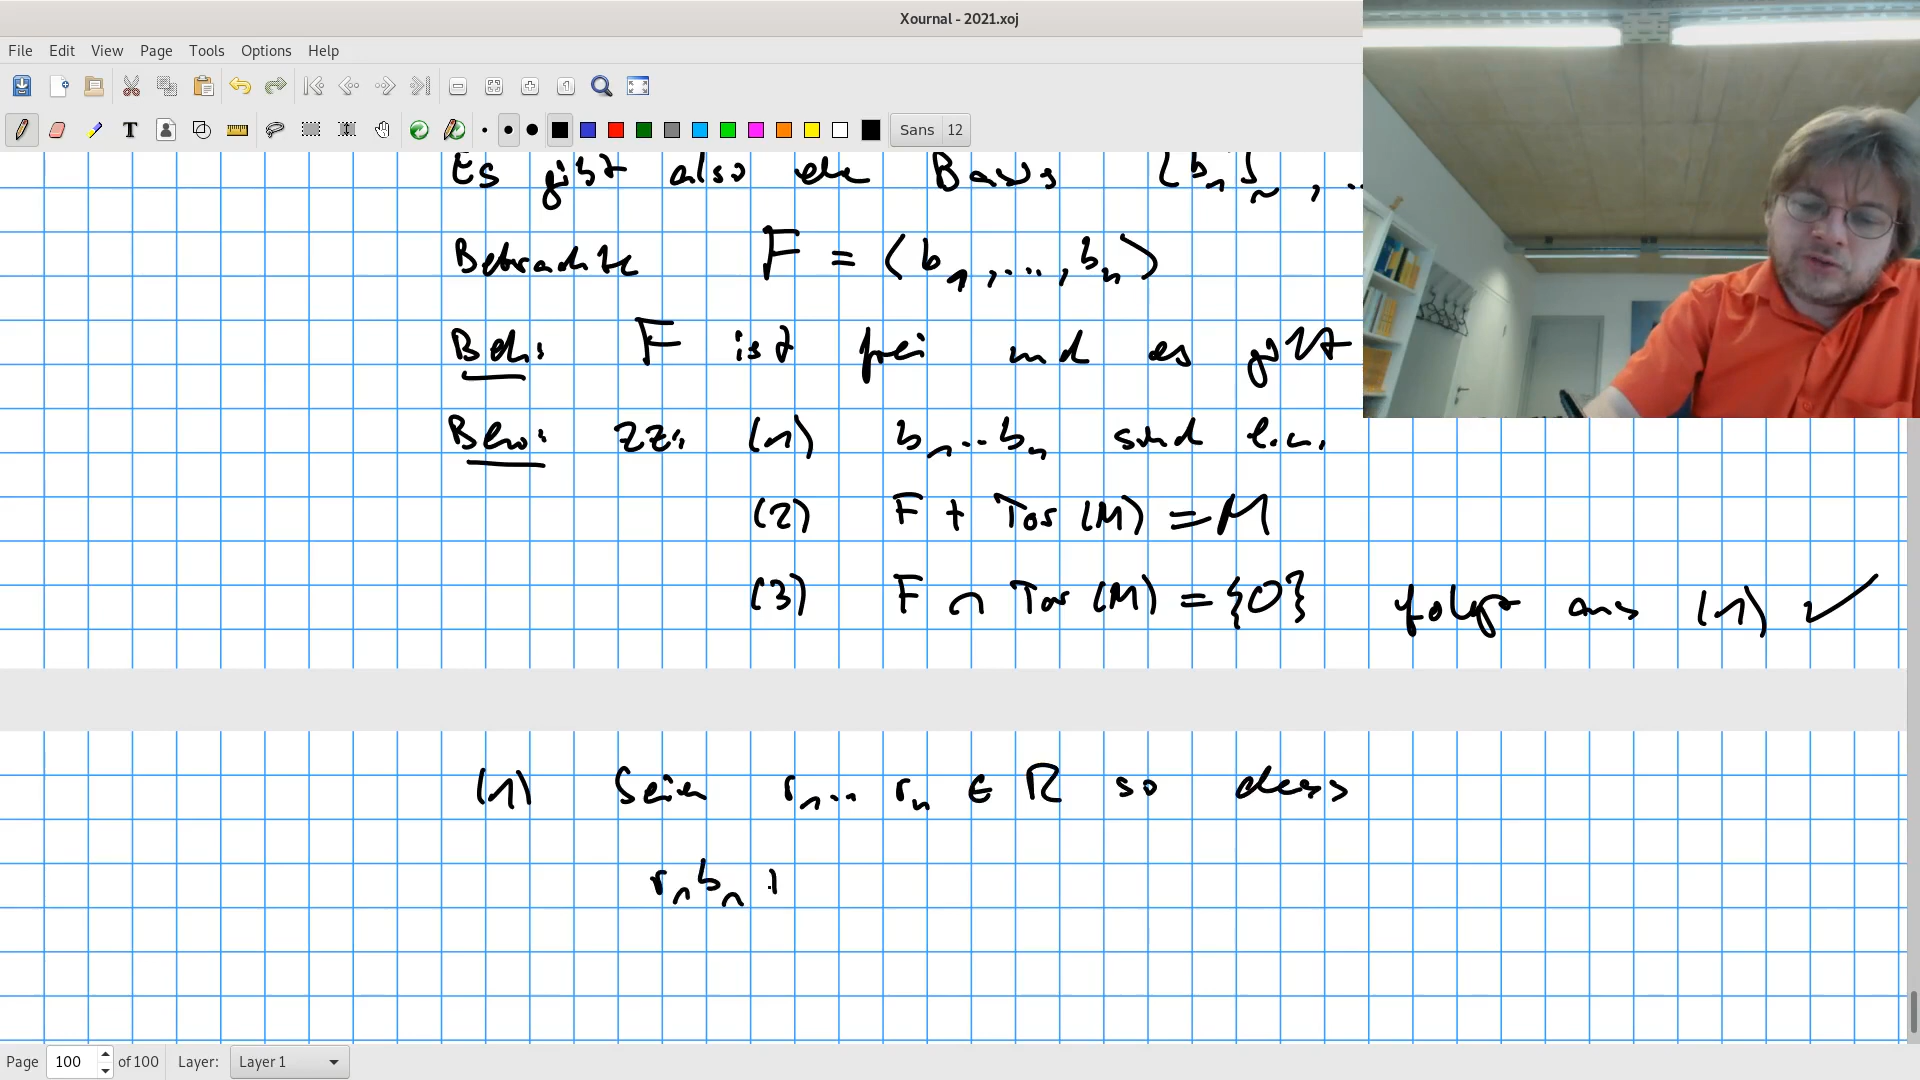 Xournal - 2021.xoj
File Edit View Page Tools Options Help
Sans 12
Es gibt also eine Basis [b₁]~ , ..
Betrachte F = ⟨b₁,...,bₙ⟩
Beh: F ist frei und es gilt
Bew: ZZ: (1) b₁...bₙ sind l.u.
(2) F + Tor (M) = M
(3) F ∩ Tor (M) = {0} folgt aus (1) ✓
(1) Seien r₁... rₙ ∈ R so dass
r₁b₁
Page 100 of 100 Layer: Layer 1